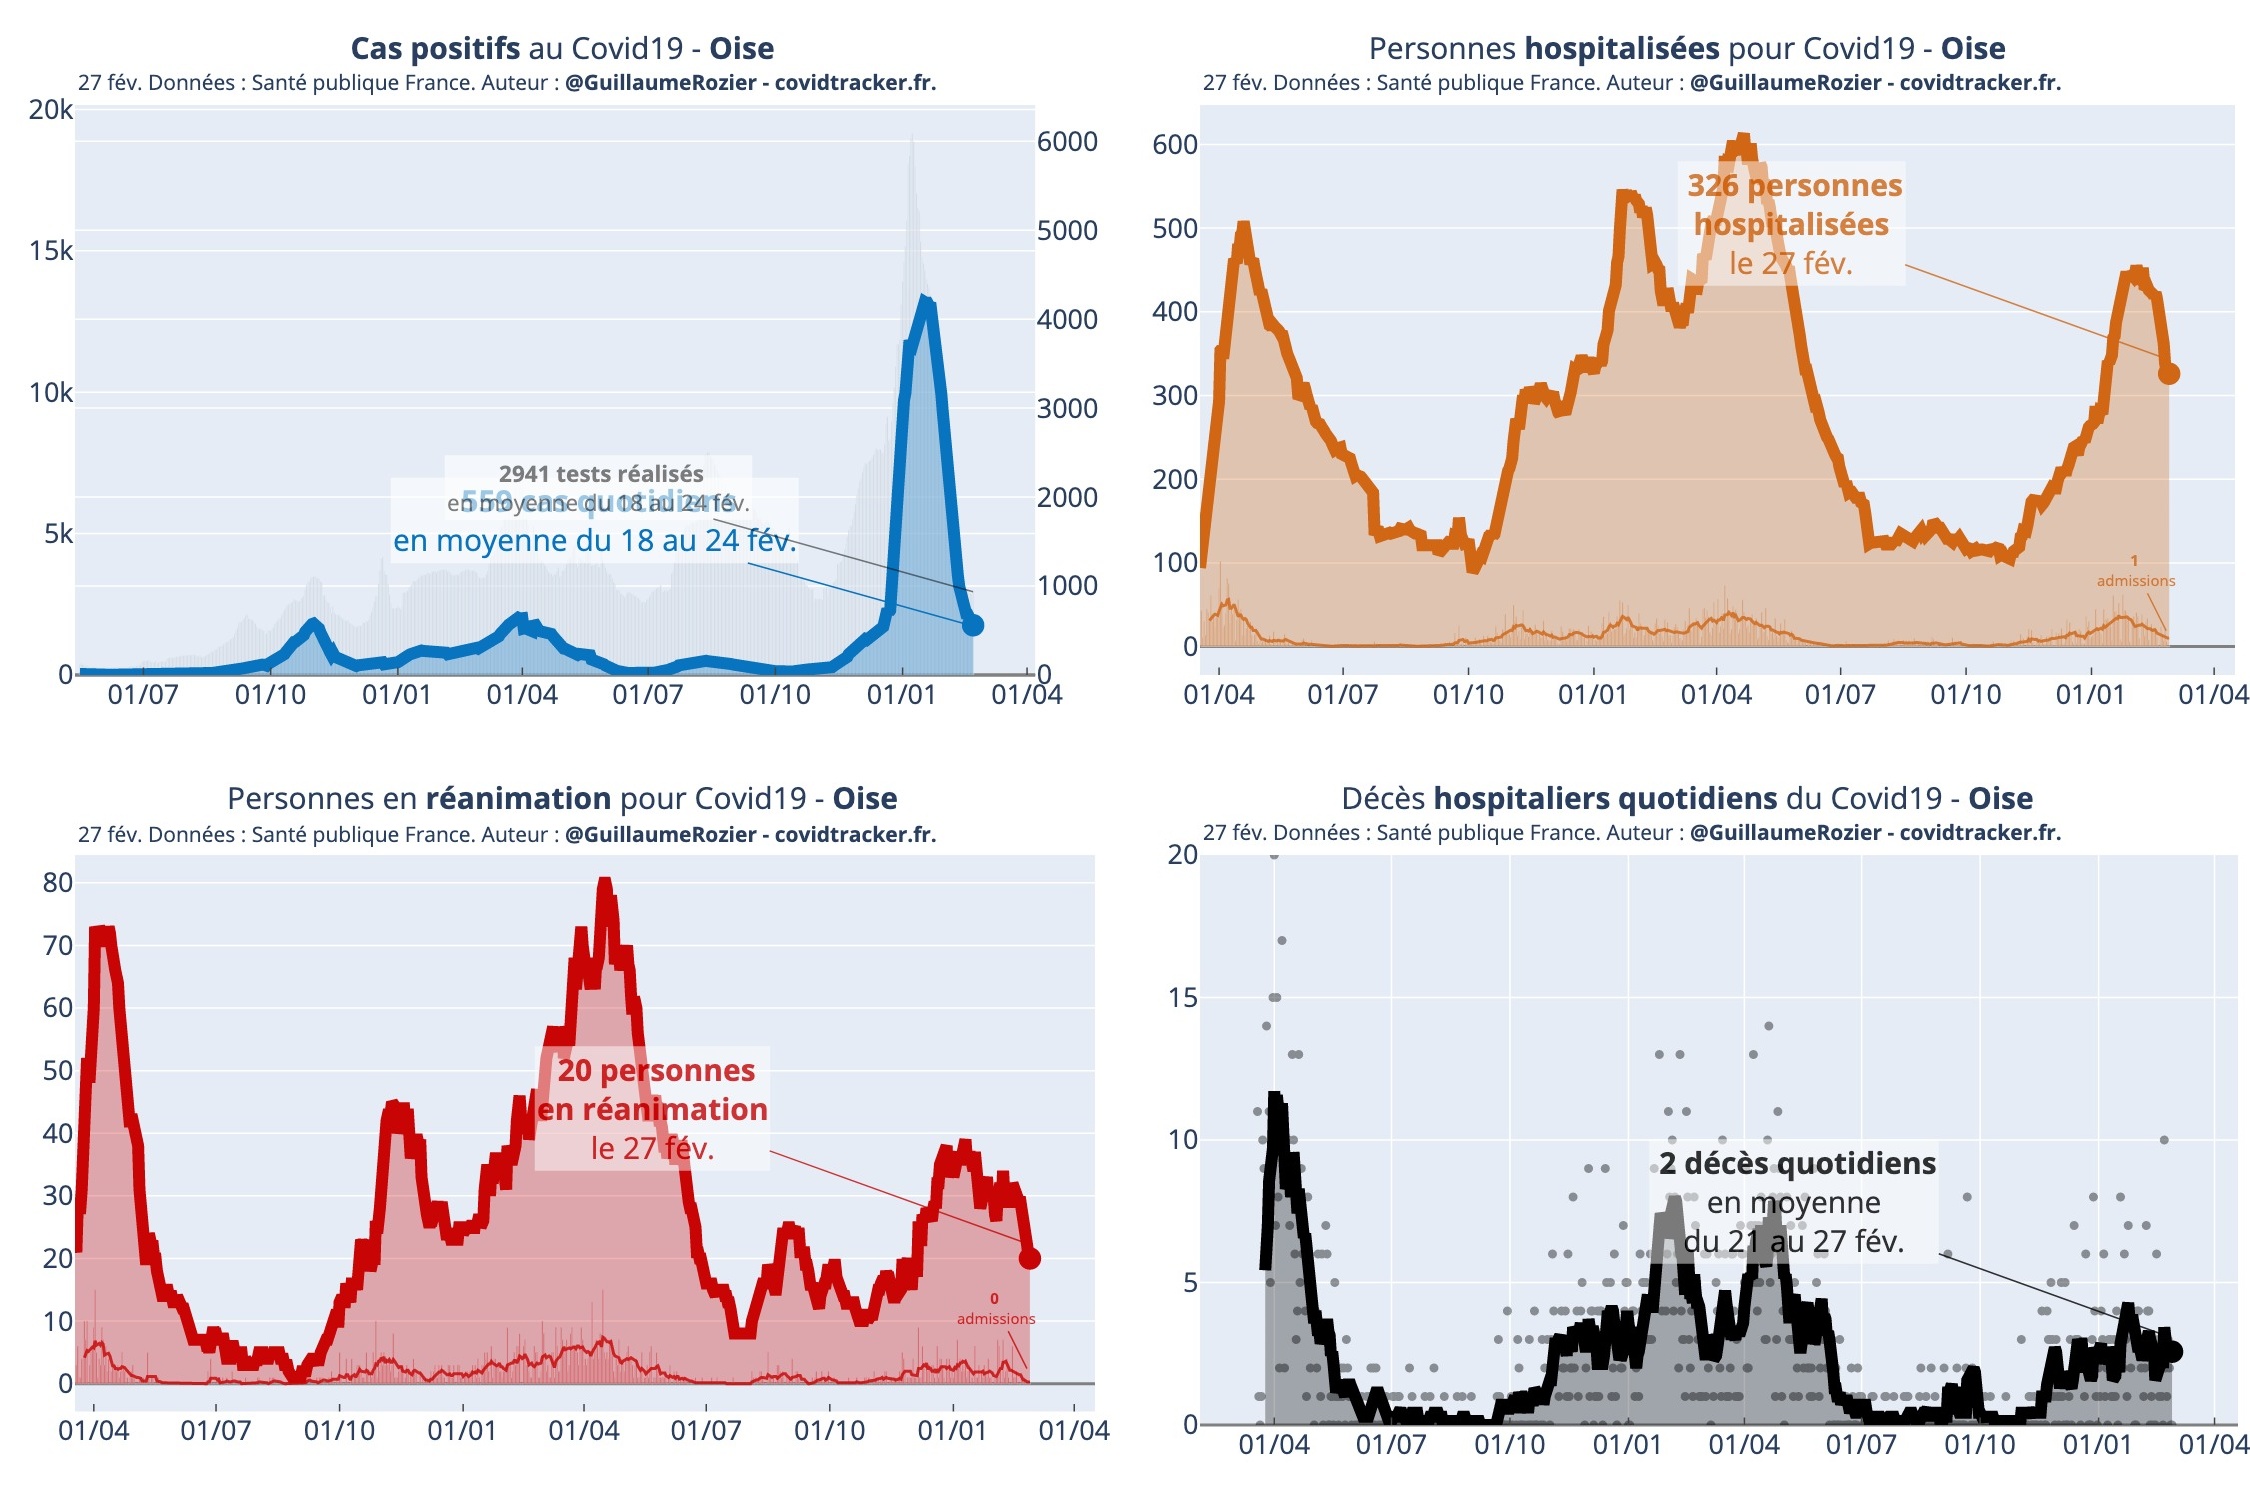 Cas positifs au Covid19 - Oise
27 fév. Données : Santé publique France. Auteur : @GuillaumeRozier - covidtracker.fr.
20k
15k
10k
5k
0
6000
5000
4000
3000
2000
1000
0
2941 tests réalisés
en moyenne du 18 au 24 fév.
559 cas quotidiens
en moyenne du 18 au 24 fév.
01/07 01/10 01/01 01/04 01/07 01/10 01/01 01/04
Personnes hospitalisées pour Covid19 - Oise
27 fév. Données : Santé publique France. Auteur : @GuillaumeRozier - covidtracker.fr.
600
500
400
300
200
100
0
326 personnes
hospitalisées
le 27 fév.
1
admissions
01/04 01/07 01/10 01/01 01/04 01/07 01/10 01/01 01/04
Personnes en réanimation pour Covid19 - Oise
27 fév. Données : Santé publique France. Auteur : @GuillaumeRozier - covidtracker.fr.
80
70
60
50
40
30
20
10
0
20 personnes
en réanimation
le 27 fév.
0
admissions
01/04 01/07 01/10 01/01 01/04 01/07 01/10 01/01 01/04
Décès hospitaliers quotidiens du Covid19 - Oise
27 fév. Données : Santé publique France. Auteur : @GuillaumeRozier - covidtracker.fr.
20
15
10
5
0
2 décès quotidiens
en moyenne
du 21 au 27 fév.
01/04 01/07 01/10 01/01 01/04 01/07 01/10 01/01 01/04